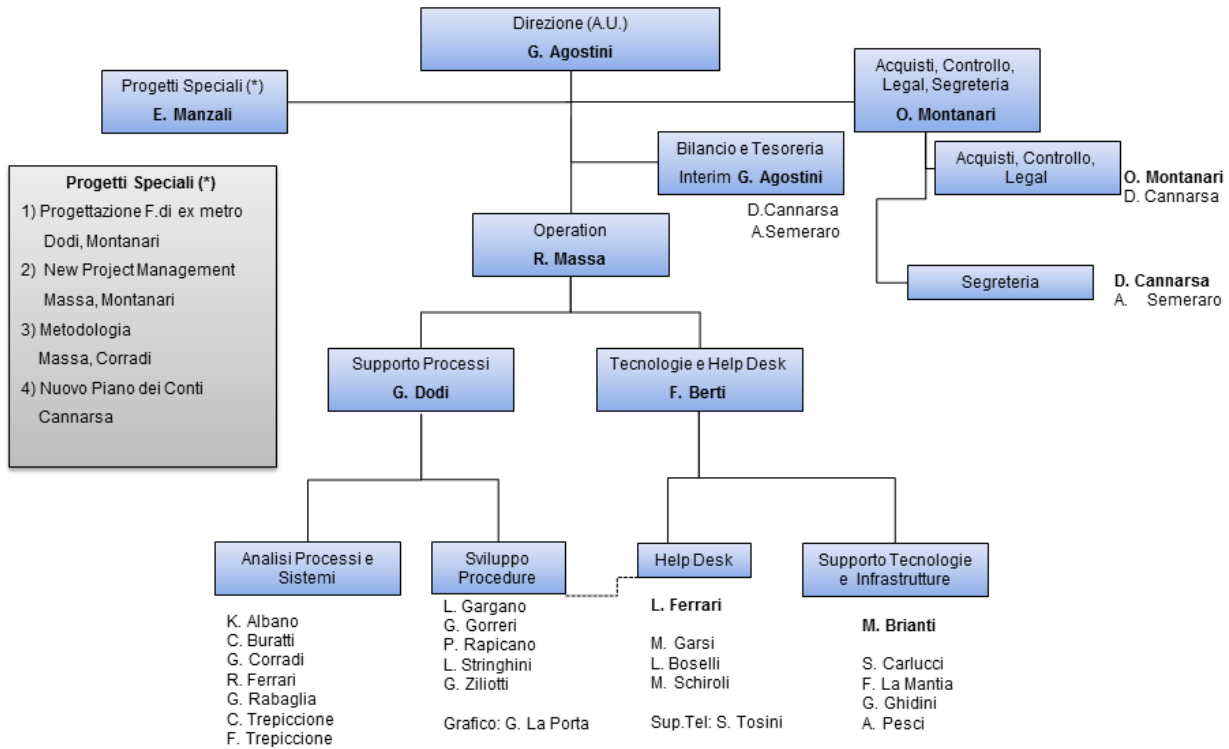 Direzione (A.U.)
G. Agostini
Progetti Speciali (*)
E. Manzali
Acquisti, Controllo,
Legal, Segreteria
O. Montanari
Bilancio e Tesoreria
Interim G. Agostini
D.Cannarsa
A.Semeraro
Acquisti, Controllo,
Legal
O. Montanari
D. Cannarsa
Segreteria
D. Cannarsa
A. Semeraro
Progetti Speciali (*)
1) Progettazione F.di ex metro
Dodi, Montanari
2) New Project Management
Massa, Montanari
3) Metodologia
Massa, Corradi
4) Nuovo Piano dei Conti
Cannarsa
Operation
R. Massa
Supporto Processi
G. Dodi
Tecnologie e Help Desk
F. Berti
Analisi Processi e
Sistemi
K. Albano
C. Buratti
G. Corradi
R. Ferrari
G. Rabaglia
C. Trepiccione
F. Trepiccione
Sviluppo
Procedure
L. Gargano
G. Gorreri
P. Rapicano
L. Stringhini
G. Ziliotti
Grafico: G. La Porta
Help Desk
L. Ferrari
M. Garsi
L. Boselli
M. Schiroli
Sup.Tel: S. Tosini
Supporto Tecnologie
e Infrastrutture
M. Brianti
S. Carlucci
F. La Mantia
G. Ghidini
A. Pesci